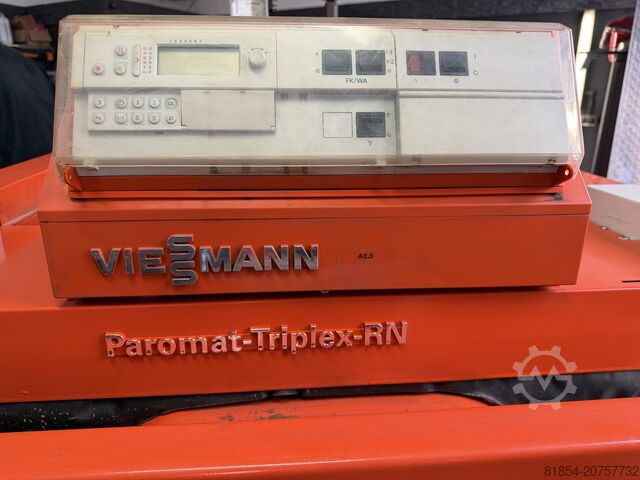 1 2 3 4 5 6 7
FK/WA
VIESSMANN
A2.5
Paromat-Triplex-RN
81854-20757732